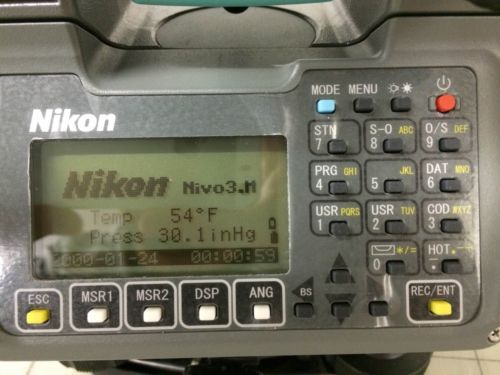 MODE MENU
Nikon
STN S-O ABC O/S DEF
7 8 9
Nikon Nivo3.M
PRG GHI JKL DAT MNO
4 5 6
Temp 54°F
Press 30.1inHg
USR PQRS USR TUV COD #XYZ
1 2 3
2000-01-24 00:00:59
*/= HOT .-+
0 .
ESC MSR1 MSR2 DSP ANG BS REC/ENT